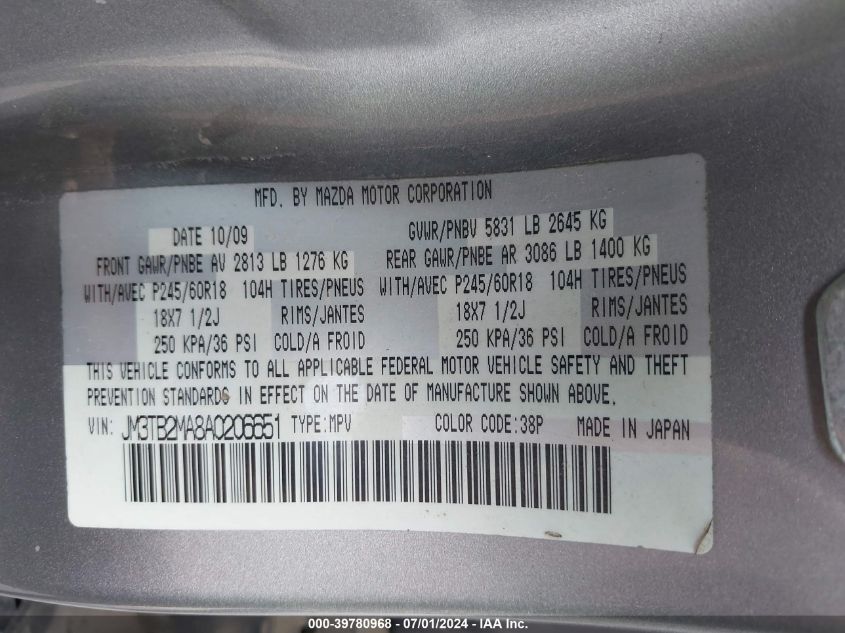 MFD. BY MAZDA MOTOR CORPORATION
DATE 10/09 GVWR/PNBV 5831 LB 2645 KG
FRONT GAWR/PNBE AV 2813 LB 1276 KG REAR GAWR/PNBE AR 3086 LB 1400 KG
WITH/AVEC P245/60R18 104H TIRES/PNEUS WITH/AVEC P245/60R18 104H TIRES/PNEUS
18X7 1/2J RIMS/JANTES 18X7 1/2J RIMS/JANTES
250 KPA/36 PSI COLD/A FROID 250 KPA/36 PSI COLD/A FROID
THIS VEHICLE CONFORMS TO ALL APPLICABLE FEDERAL MOTOR VEHICLE SAFETY AND THEFT
PREVENTION STANDARDS IN EFFECT ON THE DATE OF MANUFACTURE SHOWN ABOVE.
VIN: JM3TB2MA8A0206651 TYPE:MPV COLOR CODE:38P MADE IN JAPAN
000-39780968 - 07/01/2024 - IAA Inc.